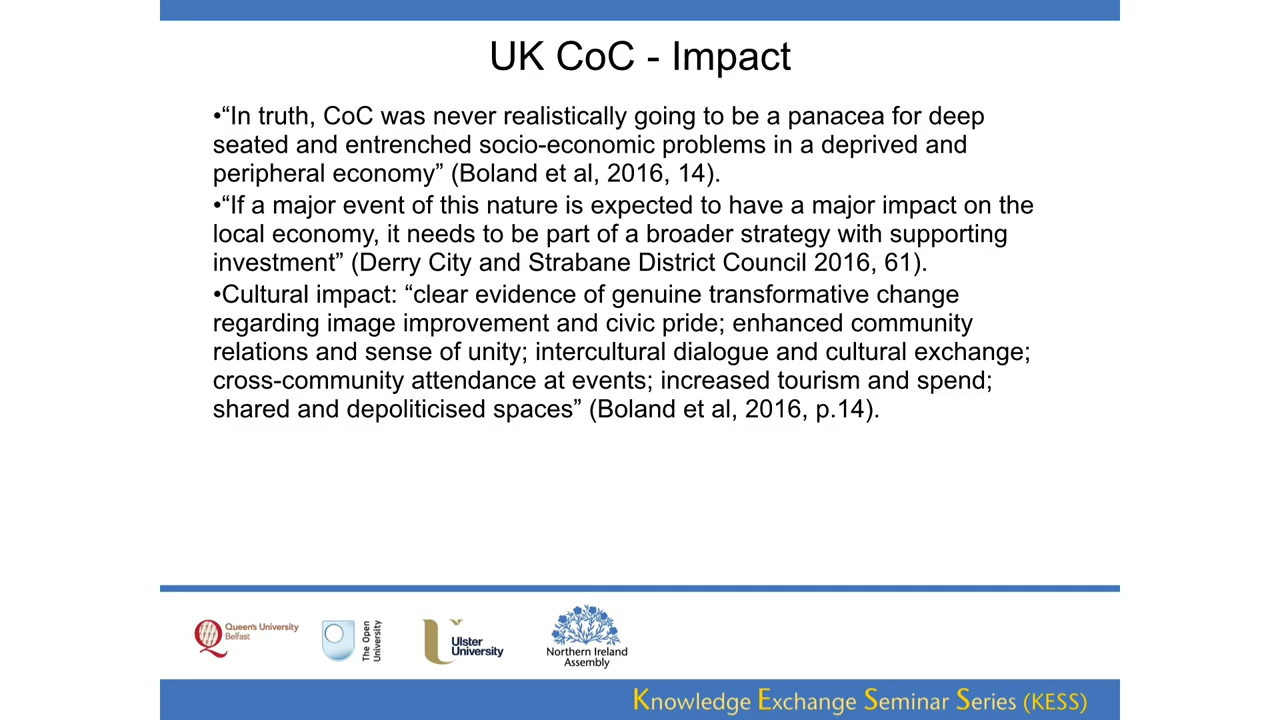 UK CoC - Impact
•“In truth, CoC was never realistically going to be a panacea for deep
seated and entrenched socio-economic problems in a deprived and
peripheral economy” (Boland et al, 2016, 14).
•“If a major event of this nature is expected to have a major impact on the
local economy, it needs to be part of a broader strategy with supporting
investment” (Derry City and Strabane District Council 2016, 61).
•Cultural impact: “clear evidence of genuine transformative change
regarding image improvement and civic pride; enhanced community
relations and sense of unity; intercultural dialogue and cultural exchange;
cross-community attendance at events; increased tourism and spend;
shared and depoliticised spaces” (Boland et al, 2016, p.14).
Queen's University
Belfast
The Open
University
Ulster
University
Northern Ireland
Assembly
Knowledge Exchange Seminar Series (KESS)